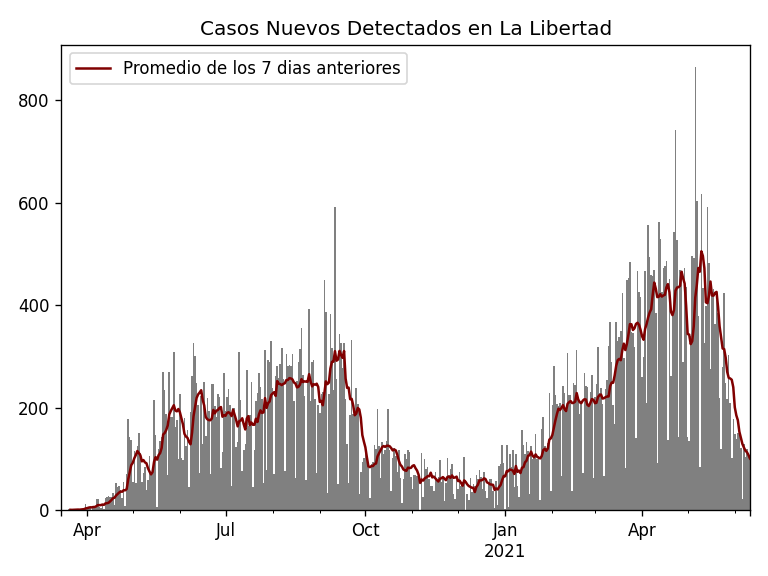 Casos Nuevos Detectados en La Libertad
Promedio de los 7 dias anteriores
800
600
400
200
0
Apr
Jul
Oct
Jan
2021
Apr